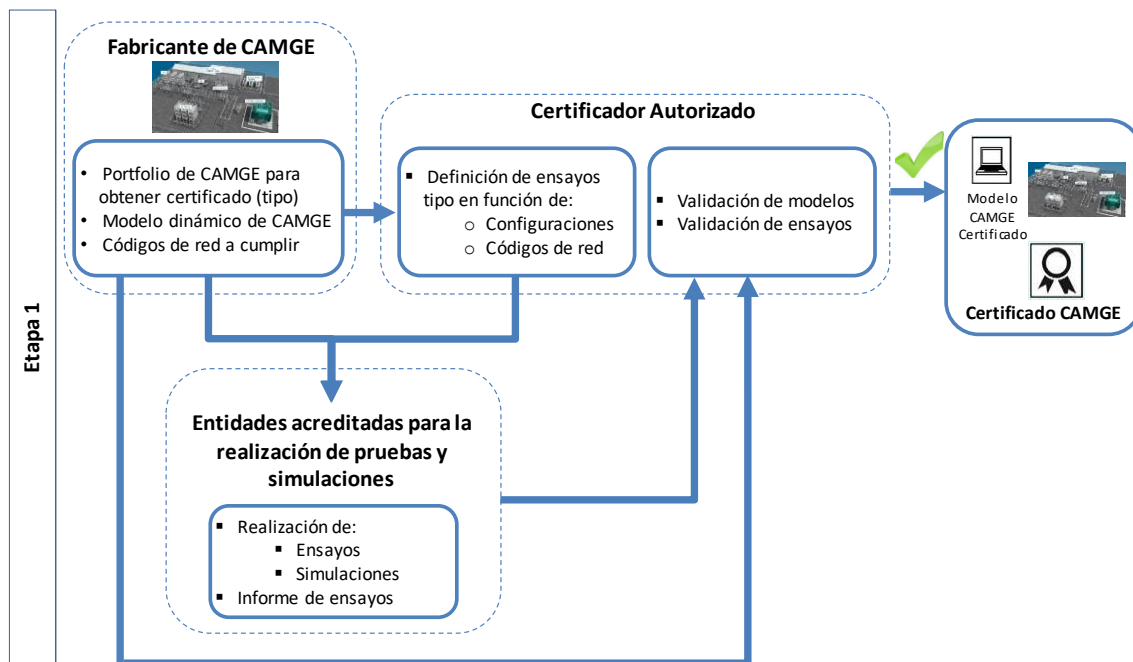 Etapa 1
Fabricante de CAMGE
• Portfolio de CAMGE para
obtener certificado (tipo)
• Modelo dinámico de CAMGE
• Códigos de red a cumplir
Certificador Autorizado
▪ Definición de ensayos
tipo en función de:
o Configuraciones
o Códigos de red
▪ Validación de modelos
▪ Validación de ensayos
Modelo
CAMGE
Certificado
Certificado CAMGE
Entidades acreditadas para la
realización de pruebas y
simulaciones
▪ Realización de:
▪ Ensayos
▪ Simulaciones
▪ Informe de ensayos